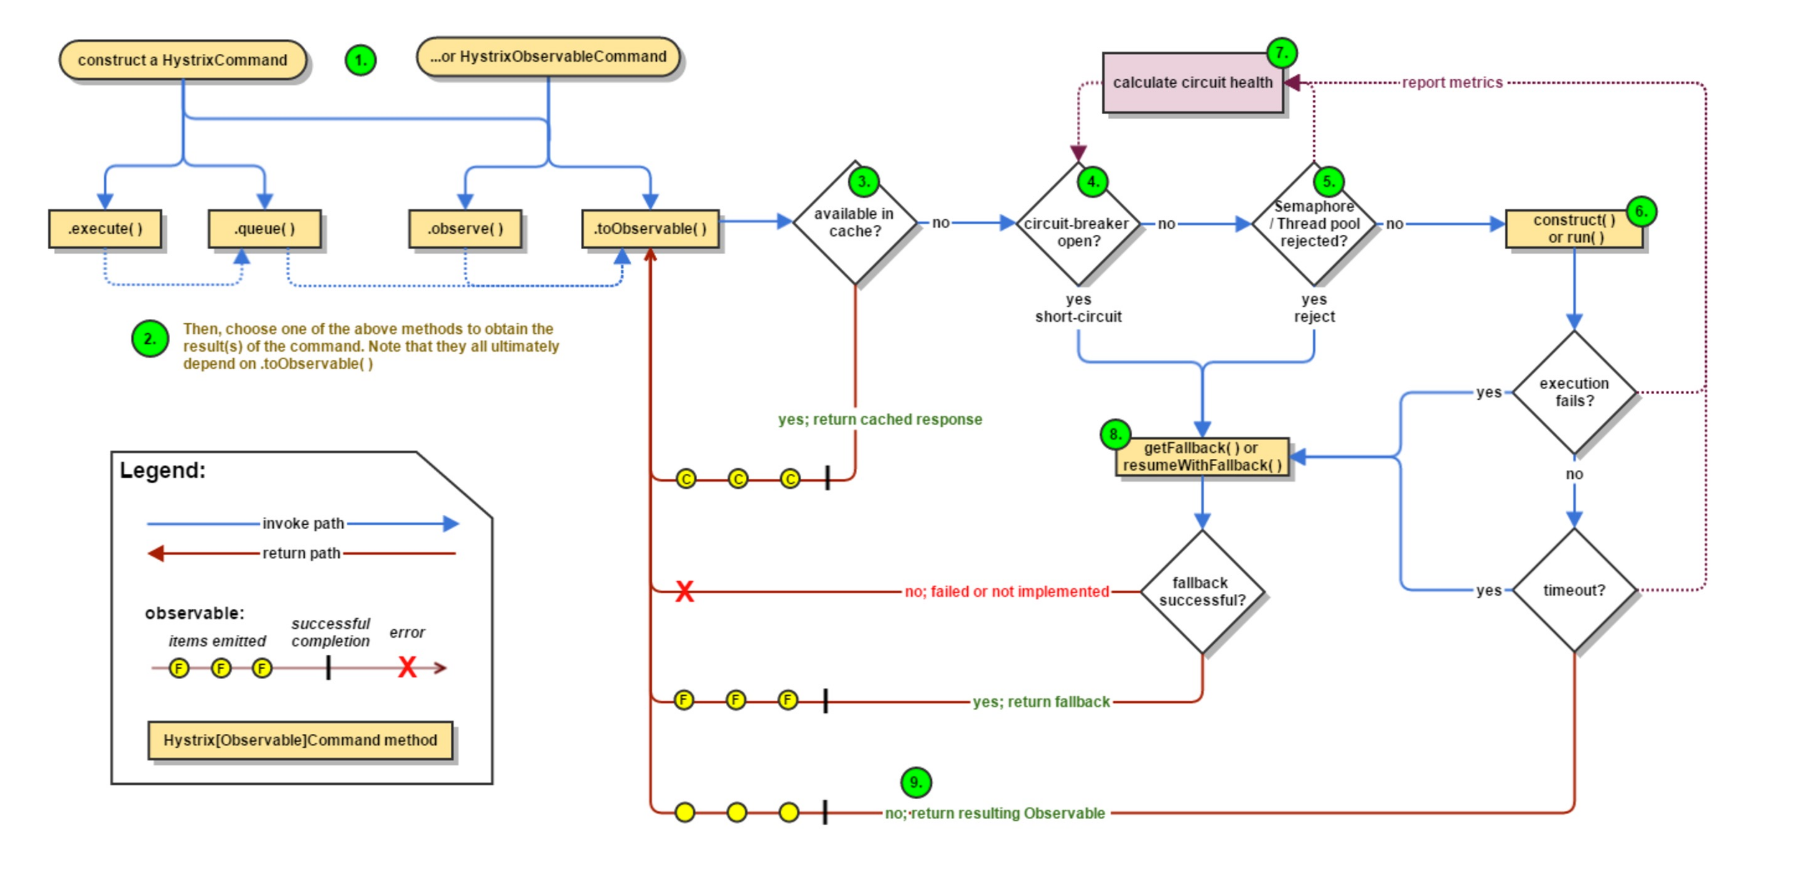 construct a HystrixCommand
1.
...or HystrixObservableCommand
7.
calculate circuit health
report metrics
.execute( )
.queue( )
.observe( )
.toObservable( )
3.
available in
cache?
no
4.
circuit-breaker
open?
no
5.
Semaphore
/ Thread pool
rejected?
no
6.
construct( )
or run( )
yes
short-circuit
yes
reject
2.
Then, choose one of the above methods to obtain the
result(s) of the command. Note that they all ultimately
depend on .toObservable( )
yes; return cached response
C
C
C
8.
getFallback( ) or
resumeWithFallback( )
yes
execution
fails?
no
yes
timeout?
fallback
successful?
no; failed or not implemented
X
F
F
F
yes; return fallback
9.
no; return resulting Observable
Legend:
invoke path
return path
observable:
items emitted
successful
completion
error
F
F
F
X
Hystrix[Observable]Command method